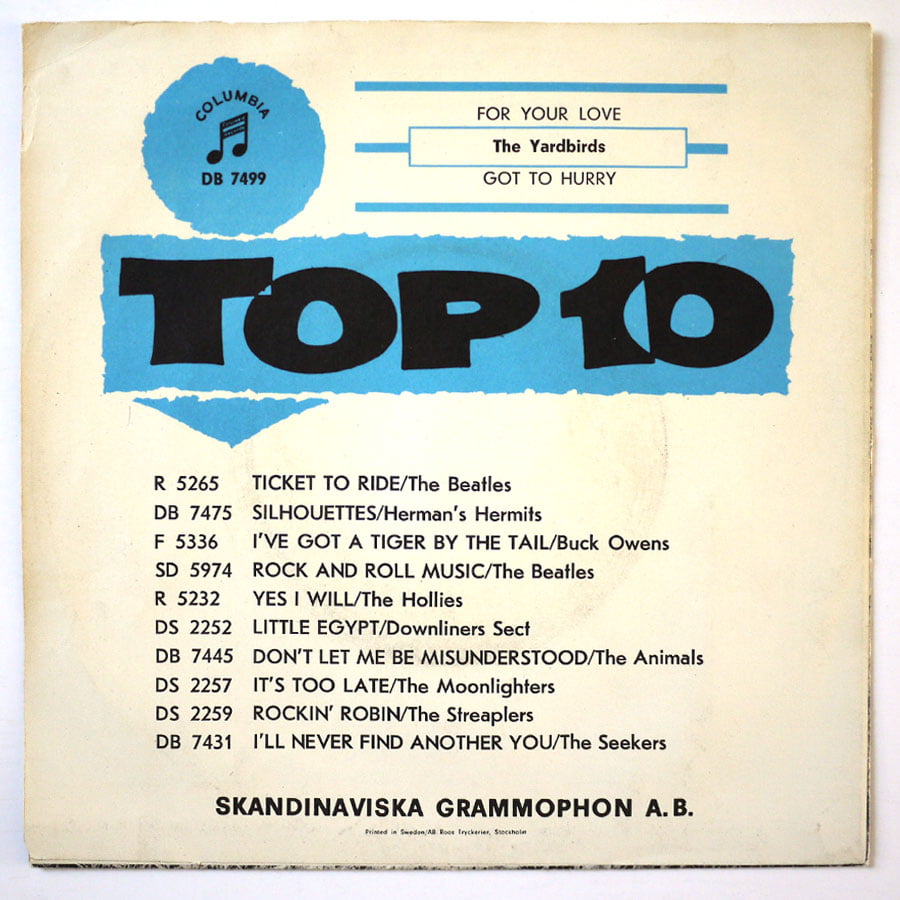 COLUMBIA
DB 7499
FOR YOUR LOVE
The Yardbirds
GOT TO HURRY
TOP 10
R 5265 TICKET TO RIDE/The Beatles
DB 7475 SILHOUETTES/Herman's Hermits
F 5336 I'VE GOT A TIGER BY THE TAIL/Buck Owens
SD 5974 ROCK AND ROLL MUSIC/The Beatles
R 5232 YES I WILL/The Hollies
DS 2252 LITTLE EGYPT/Downliners Sect
DB 7445 DON'T LET ME BE MISUNDERSTOOD/The Animals
DS 2257 IT'S TOO LATE/The Moonlighters
DS 2259 ROCKIN' ROBIN/The Streaplers
DB 7431 I'LL NEVER FIND ANOTHER YOU/The Seekers
SKANDINAVISKA GRAMMOPHON A.B.
Printed in Sweden/AB. Roos Tryckerier, Stockholm